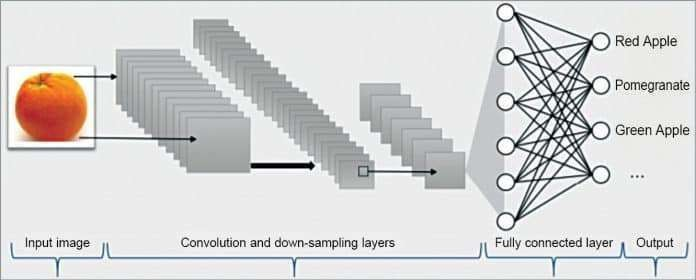 Red Apple
Pomegranate
Green Apple
...
Input image
Convolution and down-sampling layers
Fully connected layer
Output